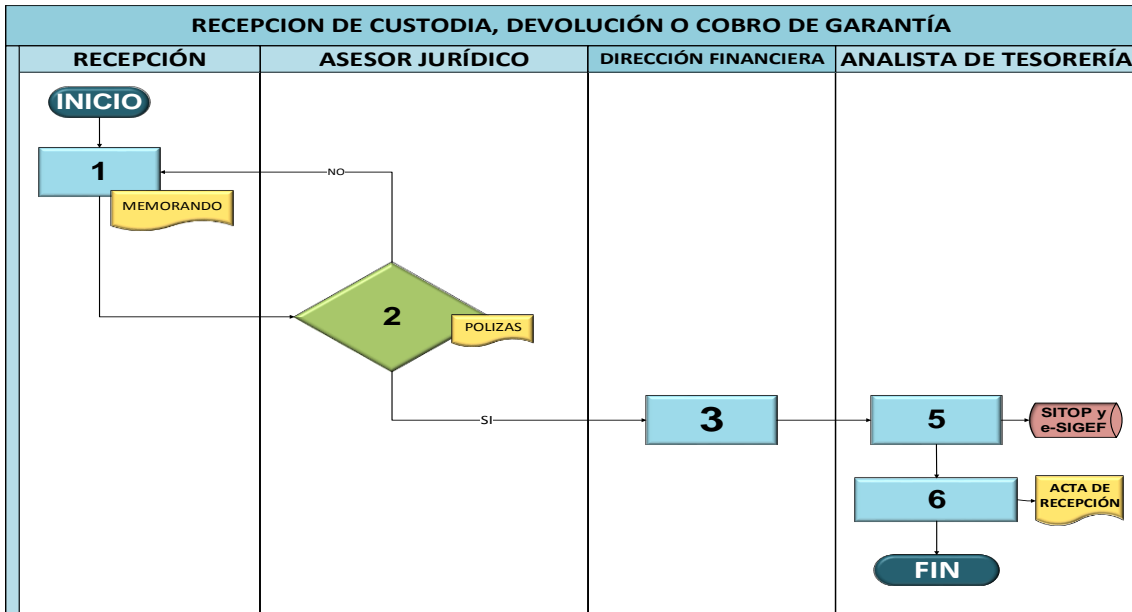 RECEPCION DE CUSTODIA, DEVOLUCIÓN O COBRO DE GARANTÍA
RECEPCIÓN
ASESOR JURÍDICO
DIRECCIÓN FINANCIERA
ANALISTA DE TESORERÍA
INICIO
1
MEMORANDO
NO
2
POLIZAS
SI
3
5
SITOP y
e-SIGEF
6
ACTA DE
RECEPCIÓN
FIN